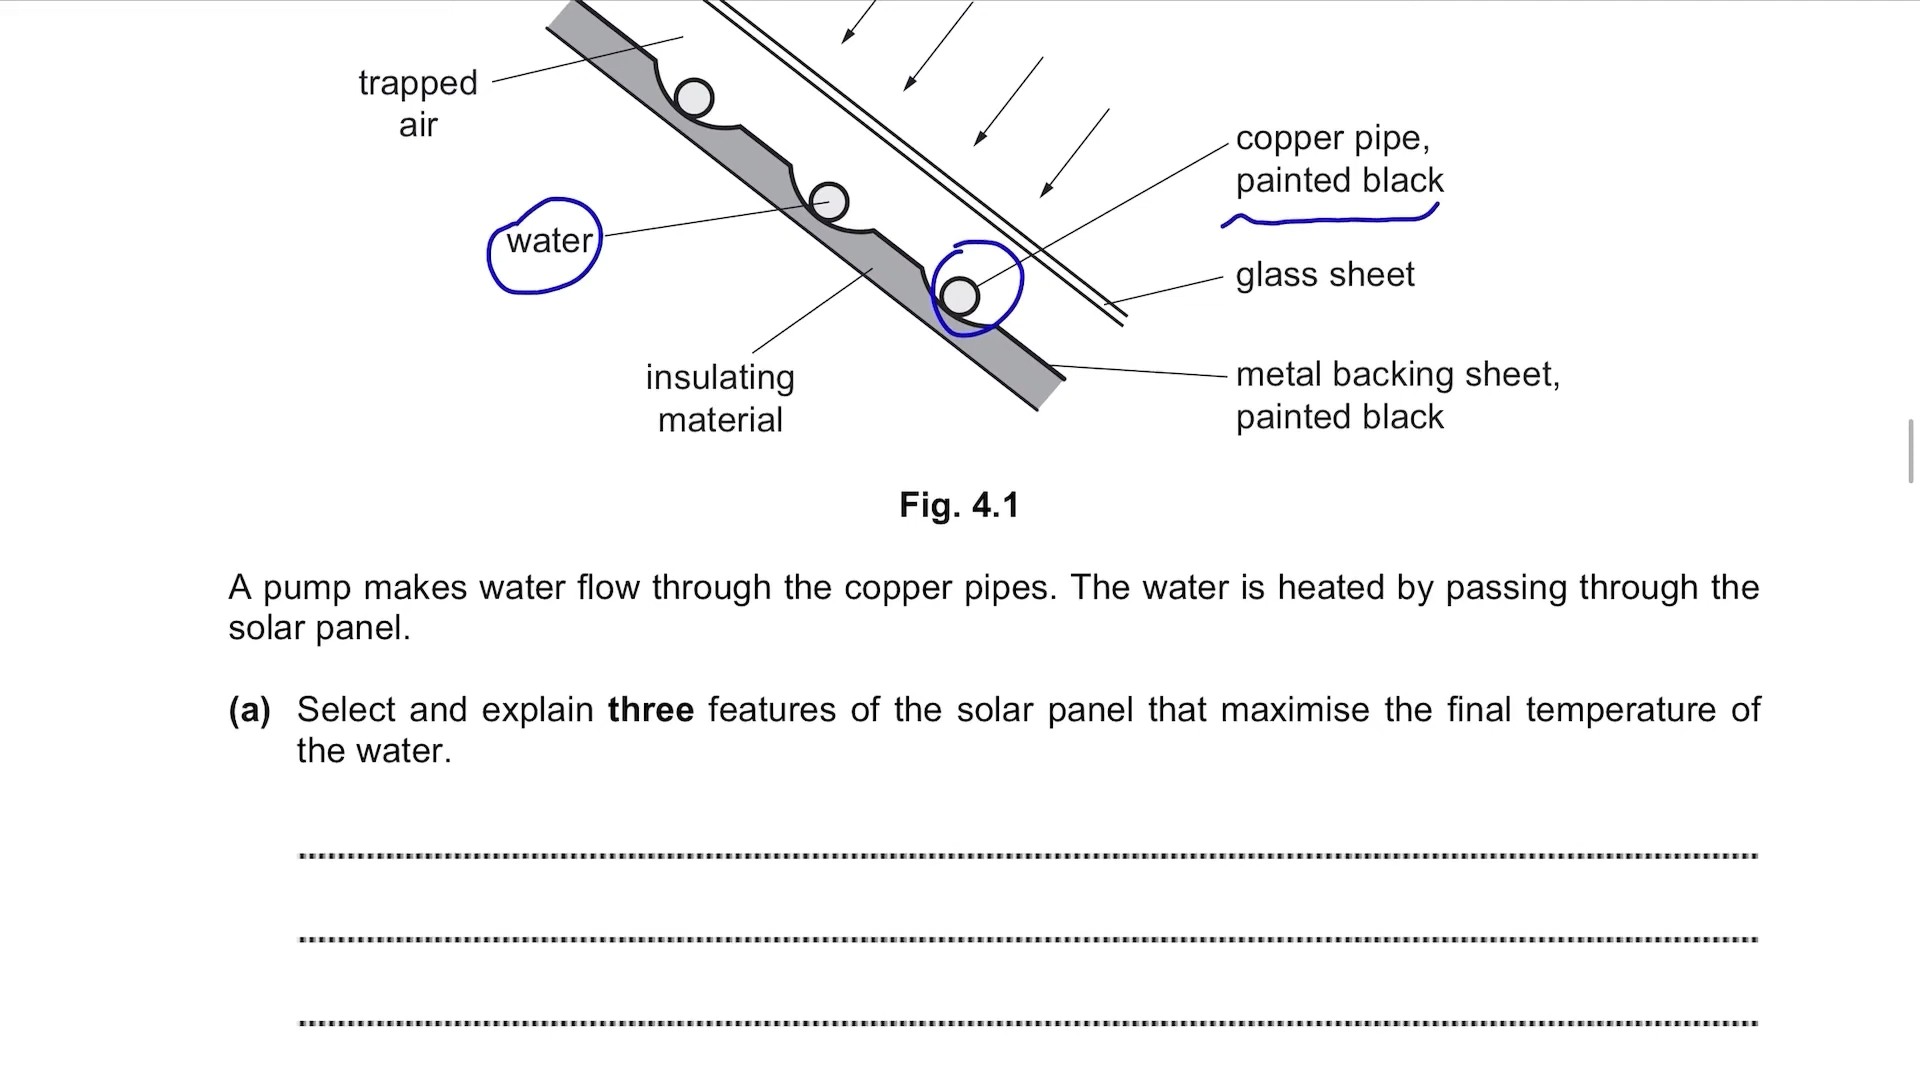 trapped
air
copper pipe,
painted black
water
glass sheet
insulating
material
metal backing sheet,
painted black
Fig. 4.1
A pump makes water flow through the copper pipes. The water is heated by passing through the
solar panel.
(a) Select and explain three features of the solar panel that maximise the final temperature of
the water.